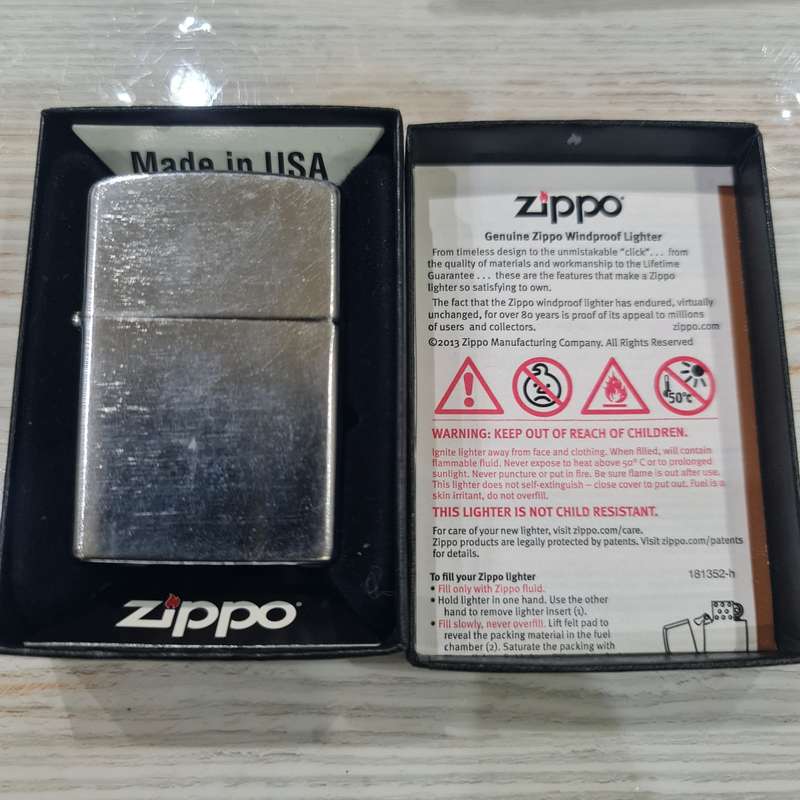 Made in USA
zippo
zippo
Genuine Zippo Windproof Lighter
From timeless design to the unmistakable "click". . . from
the quality of materials and workmanship to the Lifetime
Guarantee . . . these are the features that make a Zippo
lighter so satisfying to own.
The fact that the Zippo windproof lighter has endured, virtually
unchanged, for over 80 years is proof of its appeal to millions
of users and collectors. zippo.com
©2013 Zippo Manufacturing Company. All Rights Reserved
50°C
WARNING: KEEP OUT OF REACH OF CHILDREN.
Ignite lighter away from face and clothing. When filled, will contain
flammable fluid. Never expose to heat above 50° C or to prolonged
sunlight. Never puncture or put in fire. Be sure flame is out after use.
This lighter does not self-extinguish – close cover to put out. Fuel is a
skin irritant, do not overfill.
THIS LIGHTER IS NOT CHILD RESISTANT.
For care of your new lighter, visit zippo.com/care.
Zippo products are legally protected by patents. Visit zippo.com/patents
for details.
181352-h
To fill your Zippo lighter
• Fill only with Zippo fluid.
• Hold lighter in one hand. Use the other
hand to remove lighter insert (1).
• Fill slowly, never overfill. Lift felt pad to
reveal the packing material in the fuel
chamber (2). Saturate the packing with